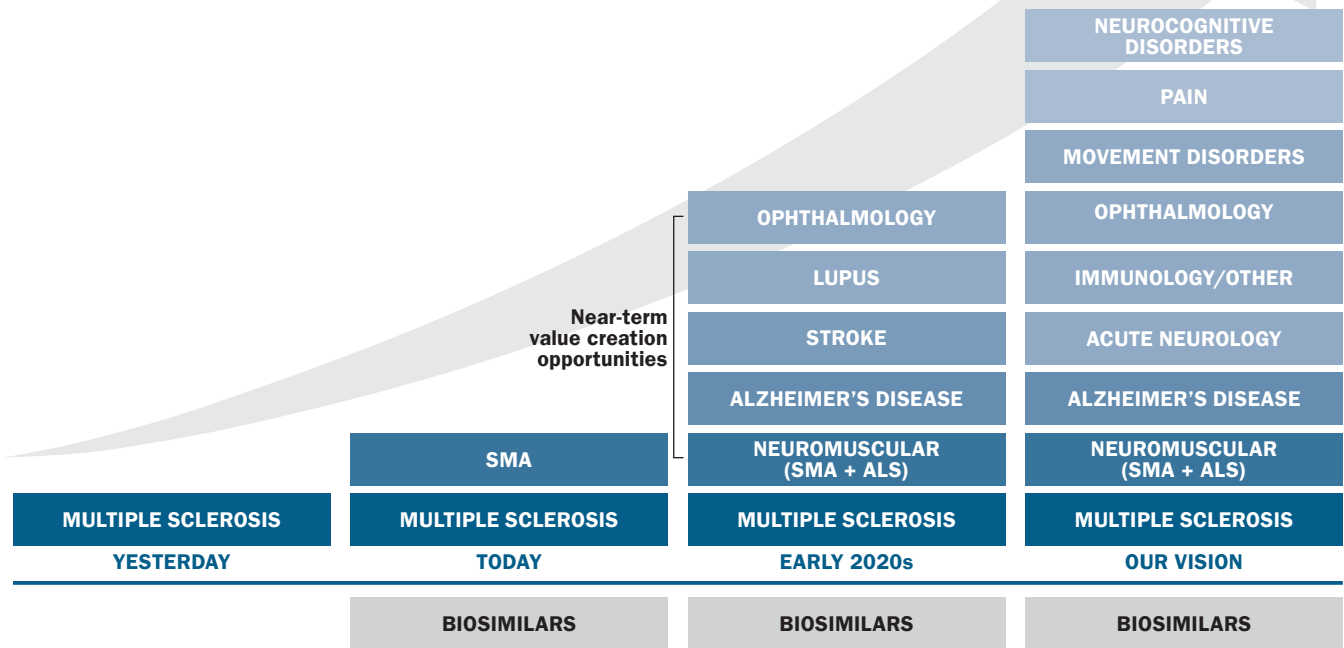 NEUROCOGNITIVE
DISORDERS
PAIN
MOVEMENT DISORDERS
OPHTHALMOLOGY
OPHTHALMOLOGY
LUPUS
IMMUNOLOGY/OTHER
Near-term
value creation
opportunities
STROKE
ACUTE NEUROLOGY
ALZHEIMER'S DISEASE
ALZHEIMER'S DISEASE
SMA
NEUROMUSCULAR
(SMA + ALS)
NEUROMUSCULAR
(SMA + ALS)
MULTIPLE SCLEROSIS
MULTIPLE SCLEROSIS
MULTIPLE SCLEROSIS
MULTIPLE SCLEROSIS
YESTERDAY
TODAY
EARLY 2020s
OUR VISION
BIOSIMILARS
BIOSIMILARS
BIOSIMILARS